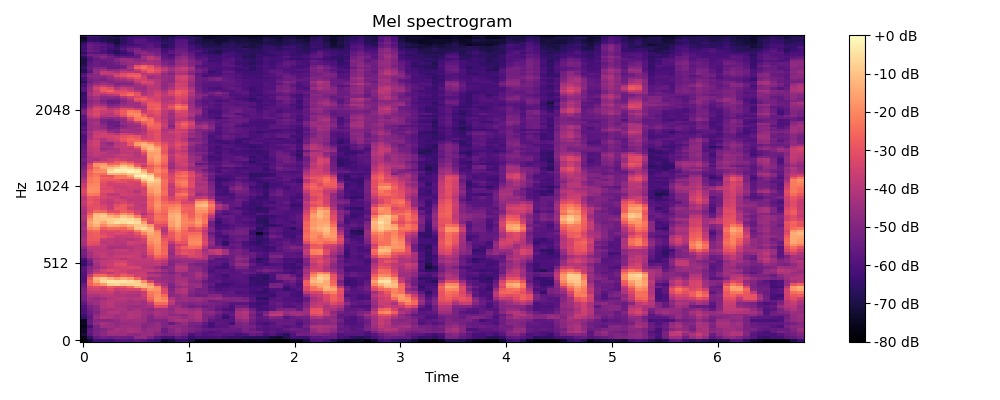 Mel spectrogram
+0 dB
-10 dB
-20 dB
-30 dB
-40 dB
-50 dB
-60 dB
-70 dB
-80 dB
2048
1024
512
0
Hz
0 1 2 3 4 5 6
Time